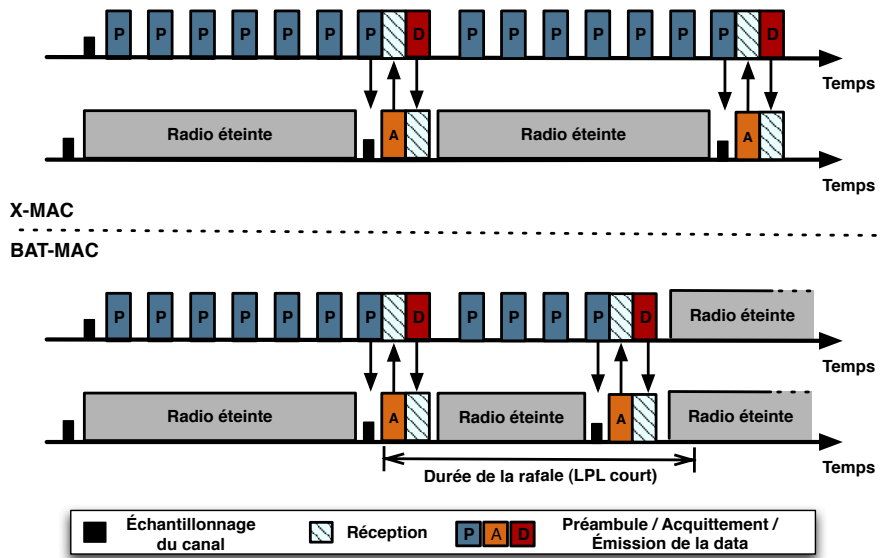 P P P P P P P D P P P P P P P D
Temps
Radio éteinte A Radio éteinte A
Temps
X-MAC
BAT-MAC
P P P P P P P D P P P P D Radio éteinte
Temps
Radio éteinte A Radio éteinte A Radio éteinte
Temps
Durée de la rafale (LPL court)
Échantillonnage
du canal
Réception
P A D
Préambule / Acquittement /
Émission de la data